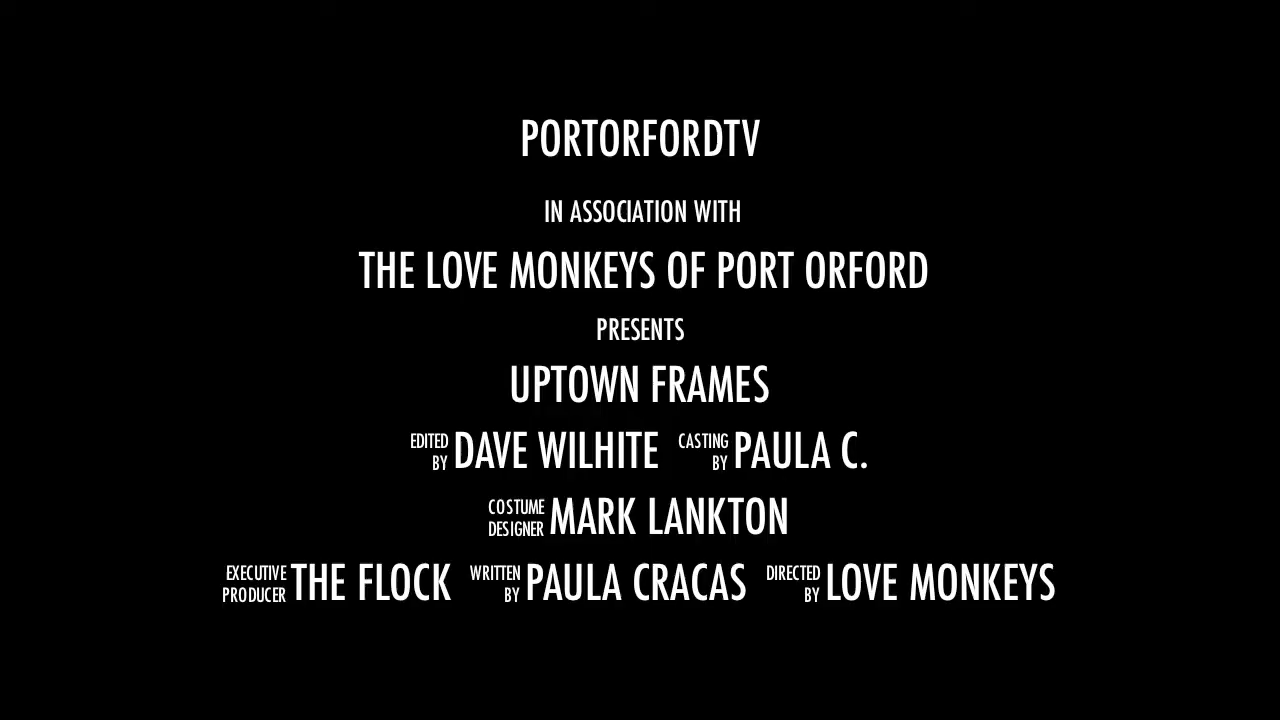 PORTORFORDTV
IN ASSOCIATION WITH
THE LOVE MONKEYS OF PORT ORFORD
PRESENTS
UPTOWN FRAMES
EDITED BY DAVE WILHITE CASTING BY PAULA C.
COSTUME DESIGNER MARK LANKTON
EXECUTIVE PRODUCER THE FLOCK WRITTEN BY PAULA CRACAS DIRECTED BY LOVE MONKEYS